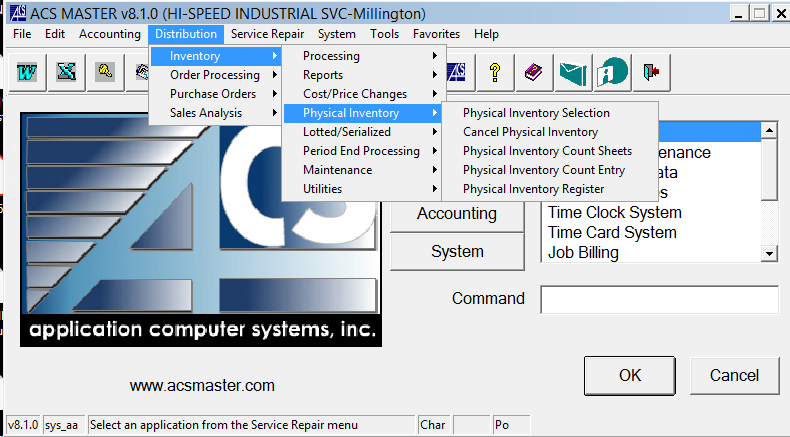 ACS MASTER v8.1.0 (HI-SPEED INDUSTRIAL SVC-Millington)
File Edit Accounting Distribution Service Repair System Tools Favorites Help
Inventory
Order Processing
Purchase Orders
Sales Analysis
Processing
Reports
Cost/Price Changes
Physical Inventory
Lotted/Serialized
Period End Processing
Maintenance
Utilities
Physical Inventory Selection
Cancel Physical Inventory
Physical Inventory Count Sheets
Physical Inventory Count Entry
Physical Inventory Register
Accounting
System
Time Clock System
Time Card System
Job Billing
Command
application computer systems, inc.
www.acsmaster.com
OK Cancel
v8.1.0 sys_aa Select an application from the Service Repair menu Char Po